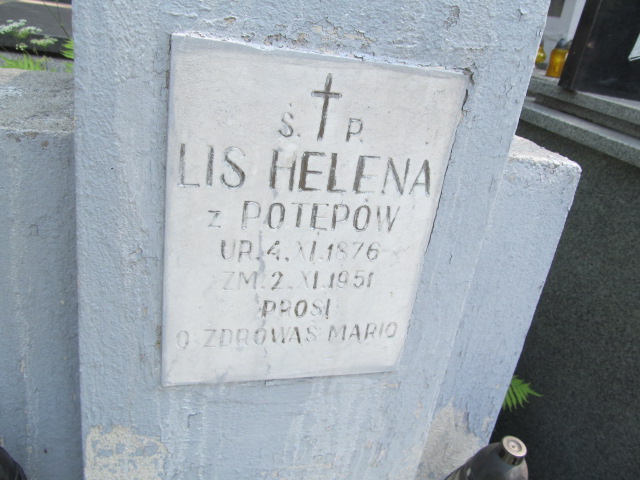 Ś. P.
LIS HELENA
z POTĘPÓW
UR. 4. XI. 1876
ZM. 2. XI. 1951
PROSI
O ZDROWAŚ MARIO